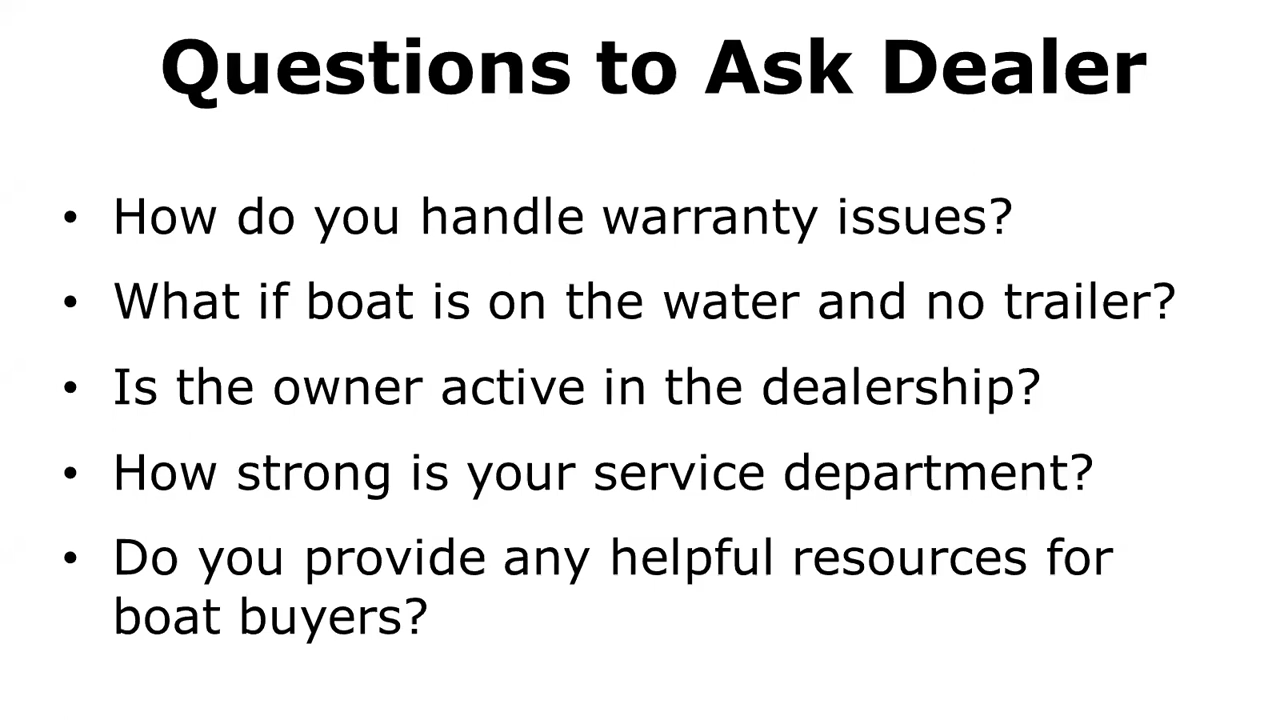 Questions to Ask Dealer
• How do you handle warranty issues?
• What if boat is on the water and no trailer?
• Is the owner active in the dealership?
• How strong is your service department?
• Do you provide any helpful resources for
boat buyers?